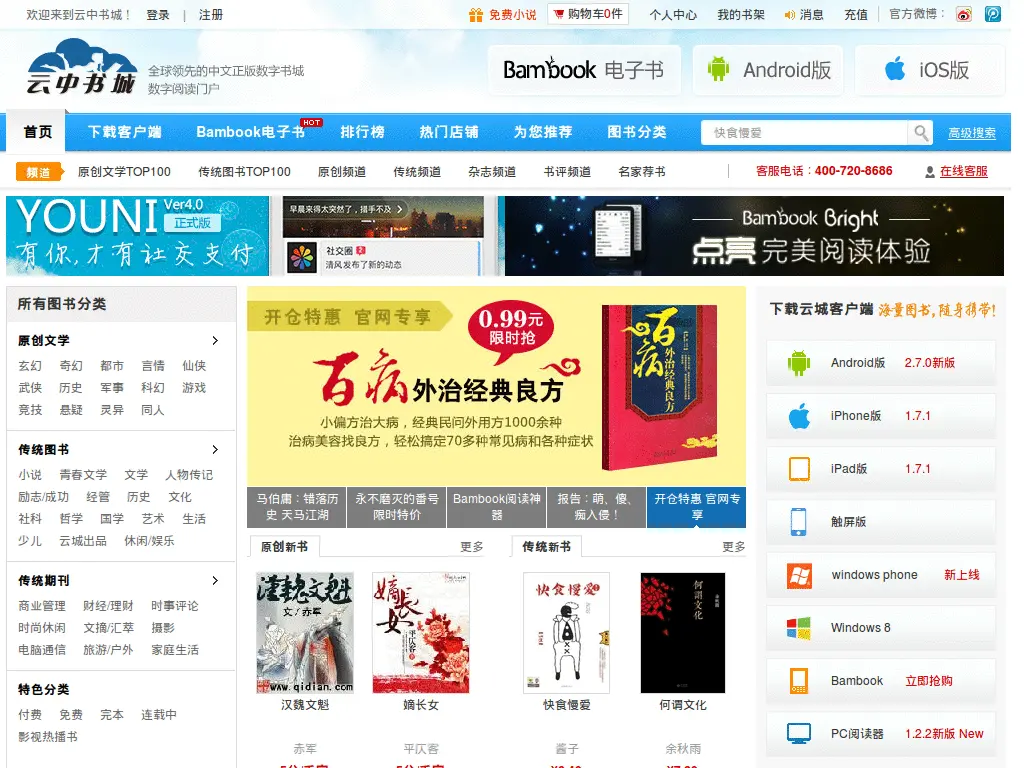 欢迎来到云中书城！ 登录 | 注册
免费小说 购物车0件 个人中心 我的书架 消息 充值 官方微博：
云中书城 全球领先的中文正版数字书城
数字阅读门户
Bambook 电子书 Android版 iOS版
首页 下载客户端 Bambook电子书 HOT 排行榜 热门店铺 为您推荐 图书分类 快食慢爱 高级搜索
频道 原创文学TOP100 传统图书TOP100 原创频道 传统频道 杂志频道 书评频道 名家荐书 客服电话：400-720-8686 在线客服
YOUNI Ver4.0
正式版
有你,才有社交支付
早晨来得太突然了，措手不及
社交圈 2
清风发布了新的动态
Bambook Bright
点亮完美阅读体验
所有图书分类
原创文学
玄幻 奇幻 都市 言情 仙侠
武侠 历史 军事 科幻 游戏
竞技 悬疑 灵异 同人
传统图书
小说 青春文学 文学 人物传记
励志/成功 经管 历史 文化
社科 哲学 国学 艺术 生活
少儿 云城出品 休闲/娱乐
传统期刊
商业管理 财经/理财 时事评论
时尚休闲 文摘/汇萃 摄影
电脑通信 旅游/户外 家庭生活
特色分类
付费 免费 完本 连载中
影视热播书
开仓特惠 官网专享
0.99元
限时抢
百病外治经典良方
小偏方治大病，经典民间外用方1000余种
治病美容找良方，轻松搞定70多种常见病和各种症状
百病
外治经典良方
马伯庸：错落历史 天马江湖
永不磨灭的番号 限时特价
Bambook阅读神器
报告：萌、傻、痴入侵！
开仓特惠 官网专享
原创新书 更多
汉魏文魁
文/赤军
www.qidian.com
嫡长女
平仄客
汉魏文魁 嫡长女
赤军 平仄客
传统新书 更多
快食慢爱
何谓文化
快食慢爱 何谓文化
酱子 余秋雨
下载云城客户端 海量图书,随身携带!
Android版 2.7.0新版
iPhone版 1.7.1
iPad版 1.7.1
触屏版
windows phone 新上线
Windows 8
Bambook 立即抢购
PC阅读器 1.2.2新版 New